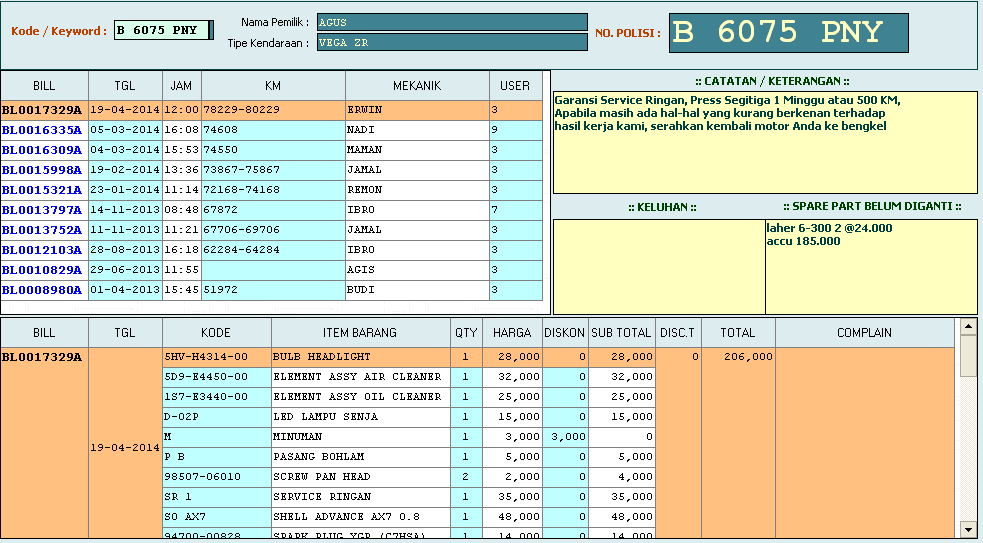 Kode / Keyword : B 6075 PNY
Nama Pemilik : AGUS
Tipe Kendaraan : VEGA ZR
NO. POLISI : B 6075 PNY
BILL TGL JAM KM MEKANIK USER
BL0017329A 19-04-2014 12:00 78229-80229 ERWIN 3
BL0016335A 05-03-2014 16:08 74608 NADI 9
BL0016309A 04-03-2014 15:53 74550 MAMAN 3
BL0015998A 19-02-2014 13:36 73867-75867 JAMAL 3
BL0015321A 23-01-2014 11:14 72168-74168 REMON 3
BL0013797A 14-11-2013 08:48 67872 IBRO 7
BL0013752A 11-11-2013 11:21 67706-69706 JAMAL 3
BL0012103A 28-08-2013 16:18 62284-64284 IBRO 3
BL0010829A 29-06-2013 11:55 AGIS 3
BL0008980A 01-04-2013 15:45 51972 BUDI 3
:: CATATAN / KETERANGAN ::
Garansi Service Ringan, Press Segitiga 1 Minggu atau 500 KM,
Apabila masih ada hal-hal yang kurang berkenan terhadap
hasil kerja kami, serahkan kembali motor Anda ke bengkel
:: KELUHAN ::
:: SPARE PART BELUM DIGANTI ::
laher 6-300 2 @24.000
accu 185.000
BILL TGL KODE ITEM BARANG QTY HARGA DISKON SUB TOTAL DISC.T TOTAL COMPLAIN
BL0017329A 19-04-2014 5HV-H4314-00 BULB HEADLIGHT 1 28,000 0 28,000 0 206,000
5D9-E4450-00 ELEMENT ASSY AIR CLEANER 1 32,000 0 32,000
1S7-E3440-00 ELEMENT ASSY OIL CLEANER 1 25,000 0 25,000
D-02P LED LAMPU SENJA 1 15,000 0 15,000
M MINUMAN 1 3,000 3,000 0
P B PASANG BOHLAM 1 5,000 0 5,000
98507-06010 SCREW PAN HEAD 2 2,000 0 4,000
SR 1 SERVICE RINGAN 1 35,000 0 35,000
SO AX7 SHELL ADVANCE AX7 0.8 1 48,000 0 48,000
94700-00828 SPARK PLUG YGP (C7HSA) 1 14,000 0 14,000